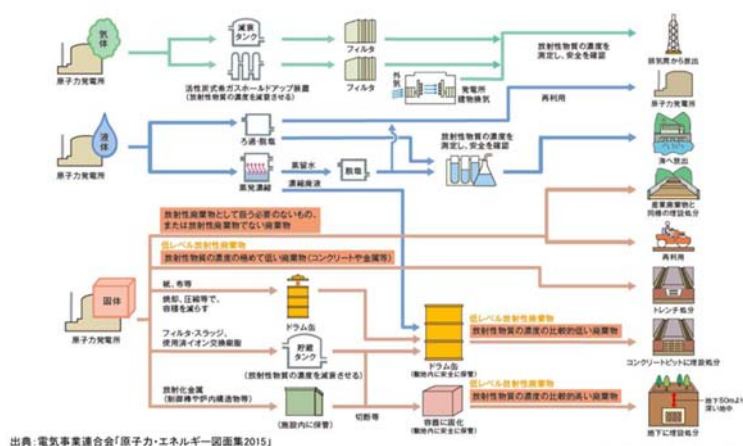 気体
原子力発電所
減衰
タンク
フィルタ
活性炭式希ガスホールドアップ装置
(放射性物質の濃度を減衰させる)
フィルタ
外気
発電所
建物換気
放射性物質の濃度を
測定し、安全を確認
排気筒から放出
再利用
原子力発電所
液体
原子力発電所
ろ過・脱塩
放射性物質の濃度を
測定し、安全を確認
海へ放出
蒸発濃縮
蒸留水
濃縮廃液
脱塩
産業廃棄物と
同様の埋設処分
放射性廃棄物として扱う必要のないもの、
または放射性廃棄物でない廃棄物
再利用
低レベル放射性廃棄物
放射性物質の濃度の極めて低い廃棄物(コンクリートや金属等)
トレンチ処分
固体
原子力発電所
紙、布等
焼却、圧縮等で、
容積を減らす
ドラム缶
フィルタ・スラッジ、
使用済イオン交換樹脂
貯蔵
タンク
(放射性物質の濃度を減衰させる)
ドラム缶
(敷地内に安全に保管)
低レベル放射性廃棄物
放射性物質の濃度の比較的低い廃棄物
コンクリートピットに埋設処分
放射化金属
(制御棒や炉内構造物等)
(施設内に保管)
切断等
容器に固化
(敷地内に安全に保管)
低レベル放射性廃棄物
放射性物質の濃度の比較的高い廃棄物
地下50mより
深い地中
地下に埋設処分
出典:電気事業連合会「原子力・エネルギー図面集2015」